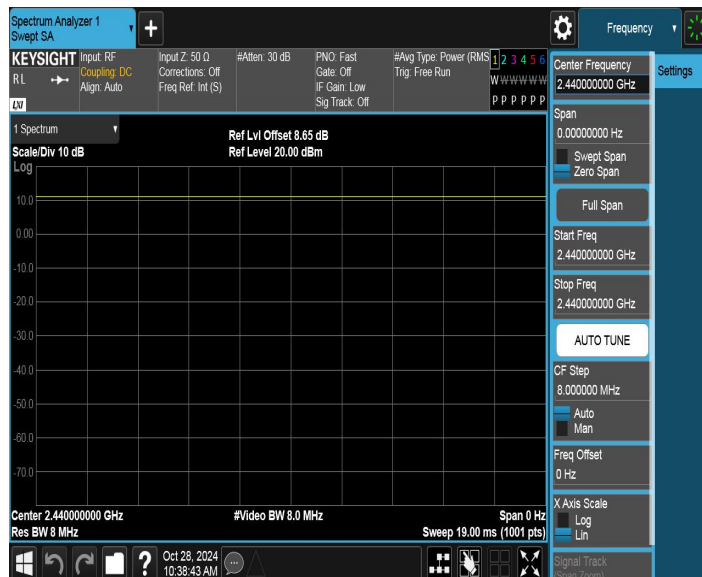 Spectrum Analyzer 1
Swept SA
Frequency
KEYSIGHT
RL
LXI
Input: RF
Coupling: DC
Align: Auto
Input Z: 50 Ω
Corrections: Off
Freq Ref: Int (S)
#Atten: 30 dB
PNO: Fast
Gate: Off
IF Gain: Low
Sig Track: Off
#Avg Type: Power (RMS
Trig: Free Run
1 2 3 4 5 6
W W W W W W
P P P P P P
1 Spectrum
Scale/Div 10 dB
Ref Lvl Offset 8.65 dB
Ref Level 20.00 dBm
Log
10.0
0.00
-10.0
-20.0
-30.0
-40.0
-50.0
-60.0
-70.0
Center 2.440000000 GHz
#Video BW 8.0 MHz
Span 0 Hz
Res BW 8 MHz
Sweep 19.00 ms (1001 pts)
?
Oct 28, 2024
10:38:43 AM
Center Frequency
2.440000000 GHz
Settings
Span
0.00000000 Hz
Swept Span
Zero Span
Full Span
Start Freq
2.440000000 GHz
Stop Freq
2.440000000 GHz
AUTO TUNE
CF Step
8.000000 MHz
Auto
Man
Freq Offset
0 Hz
X Axis Scale
Log
Lin
Signal Track
(Span Zoom)